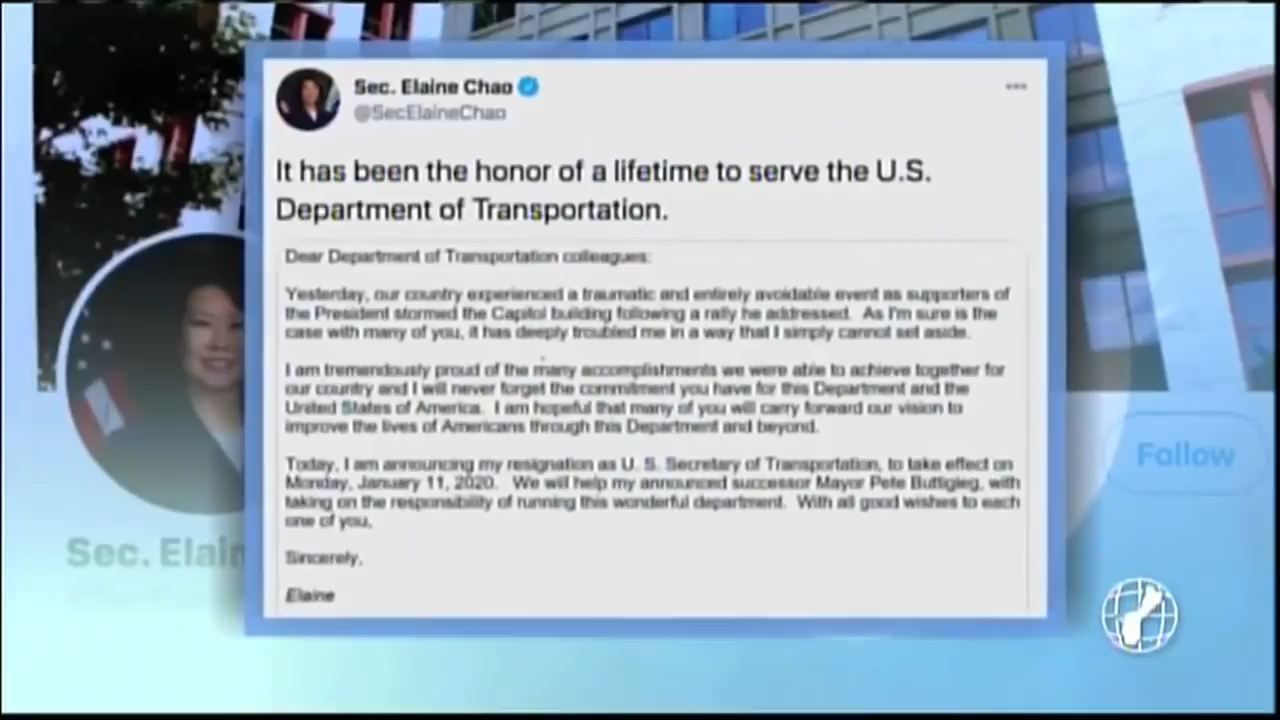 Sec. Elaine Chao
@SecElaineChao
It has been the honor of a lifetime to serve the U.S.
Department of Transportation.
Dear Department of Transportation colleagues:
Yesterday, our country experienced a traumatic and entirely avoidable event as supporters of
the President stormed the Capitol building following a rally he addressed. As I'm sure is the
case with many of you, it has deeply troubled me in a way that I simply cannot set aside.
I am tremendously proud of the many accomplishments we were able to achieve together for
our country and I will never forget the commitment you have for this Department and the
United States of America. I am hopeful that many of you will carry forward our vision to
improve the lives of Americans through this Department and beyond.
Today, I am announcing my resignation as U. S. Secretary of Transportation, to take effect on
Monday, January 11, 2020. We will help my announced successor Mayor Pete Buttigieg, with
taking on the responsibility of running this wonderful department. With all good wishes to each
one of you,
Sincerely,
Elaine
Follow
Sec. Elain